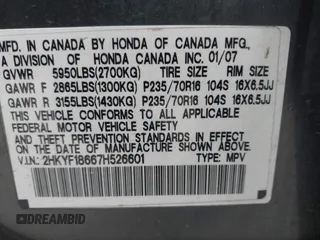 MFD. IN CANADA BY HONDA OF CANADA MFG.,
A DIVISION OF HONDA CANADA INC. 01/07
GVWR 5950LBS(2700KG) TIRE SIZE RIM SIZE
GAWR F 2865LBS(1300KG) P235/70R16 104S 16X6.5JJ
GAWR R 3155LBS(1430KG) P235/70R16 104S 16X6.5JJ
THIS VEHICLE CONFORMS TO ALL APPLICABLE
FEDERAL MOTOR VEHICLE SAFETY
AND THEFT PREVENTION STANDARDS IN EFFECT
ON THE DATE OF MANUFACTURE SHOWN ABOVE.
V.I.N: 2HKYF18667H526601 TYPE: MPV
DREAMBID